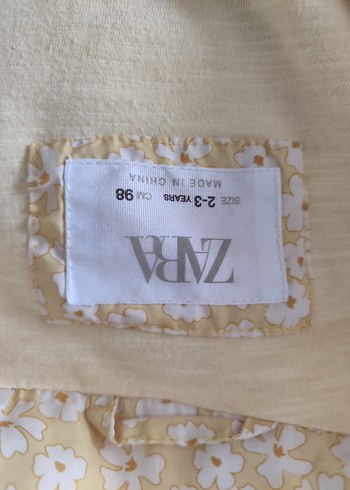 ZARA
SIZE 2-3 YEARS CM 98
MADE IN CHINA